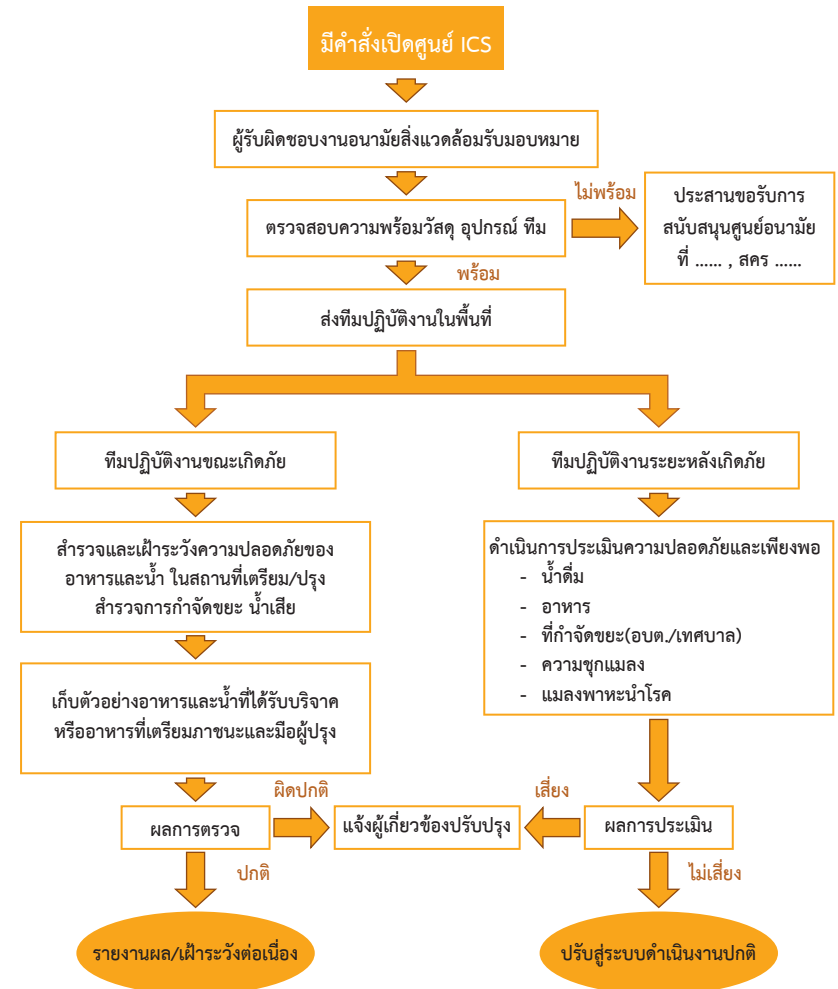 มีคำสั่งเปิดศูนย์ ICS
ผู้รับผิดชอบงานอนามัยสิ่งแวดล้อมรับมอบหมาย
ตรวจสอบความพร้อมวัสดุ อุปกรณ์ ทีม
ไม่พร้อม
ประสานขอรับการ
สนับสนุนศูนย์อนามัย
ที่ ...... , สคร ......
พร้อม
ส่งทีมปฏิบัติงานในพื้นที่
ทีมปฏิบัติงานขณะเกิดภัย
สำรวจและเฝ้าระวังความปลอดภัยของ
อาหารและน้ำ ในสถานที่เตรียม/ปรุง
สำรวจการกำจัดขยะ น้ำเสีย
เก็บตัวอย่างอาหารและน้ำที่ได้รับบริจาค
หรืออาหารที่เตรียมภาชนะและมือผู้ปรุง
ทีมปฏิบัติงานระยะหลังเกิดภัย
ดำเนินการประเมินความปลอดภัยและเพียงพอ
- น้ำดื่ม
- อาหาร
- ที่กำจัดขยะ(อบต./เทศบาล)
- ความชุกแมลง
- แมลงพาหะนำโรค
ผลการตรวจ
ผิดปกติ
แจ้งผู้เกี่ยวข้องปรับปรุง
เสี่ยง
ผลการประเมิน
ปกติ
ไม่เสี่ยง
รายงานผล/เฝ้าระวังต่อเนื่อง
ปรับสู่ระบบดำเนินงานปกติ